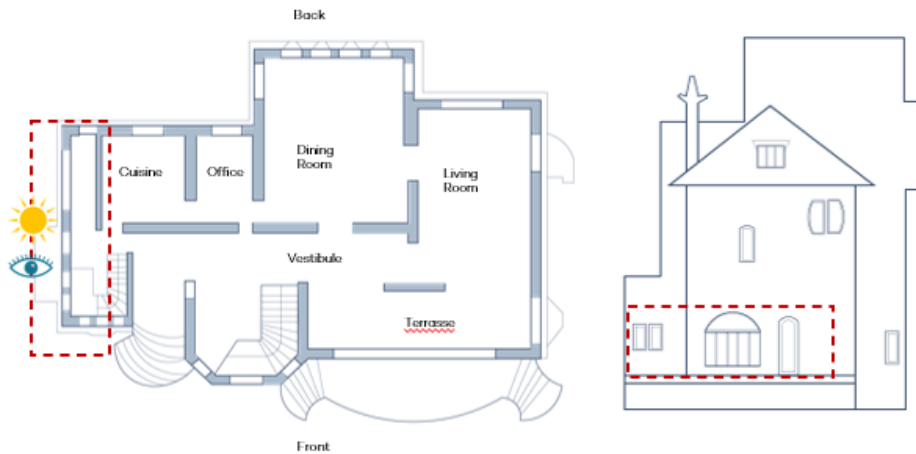 Back
Cuisine
Office
Dining
Room
Living
Room
Vestibule
Terrasse
Front